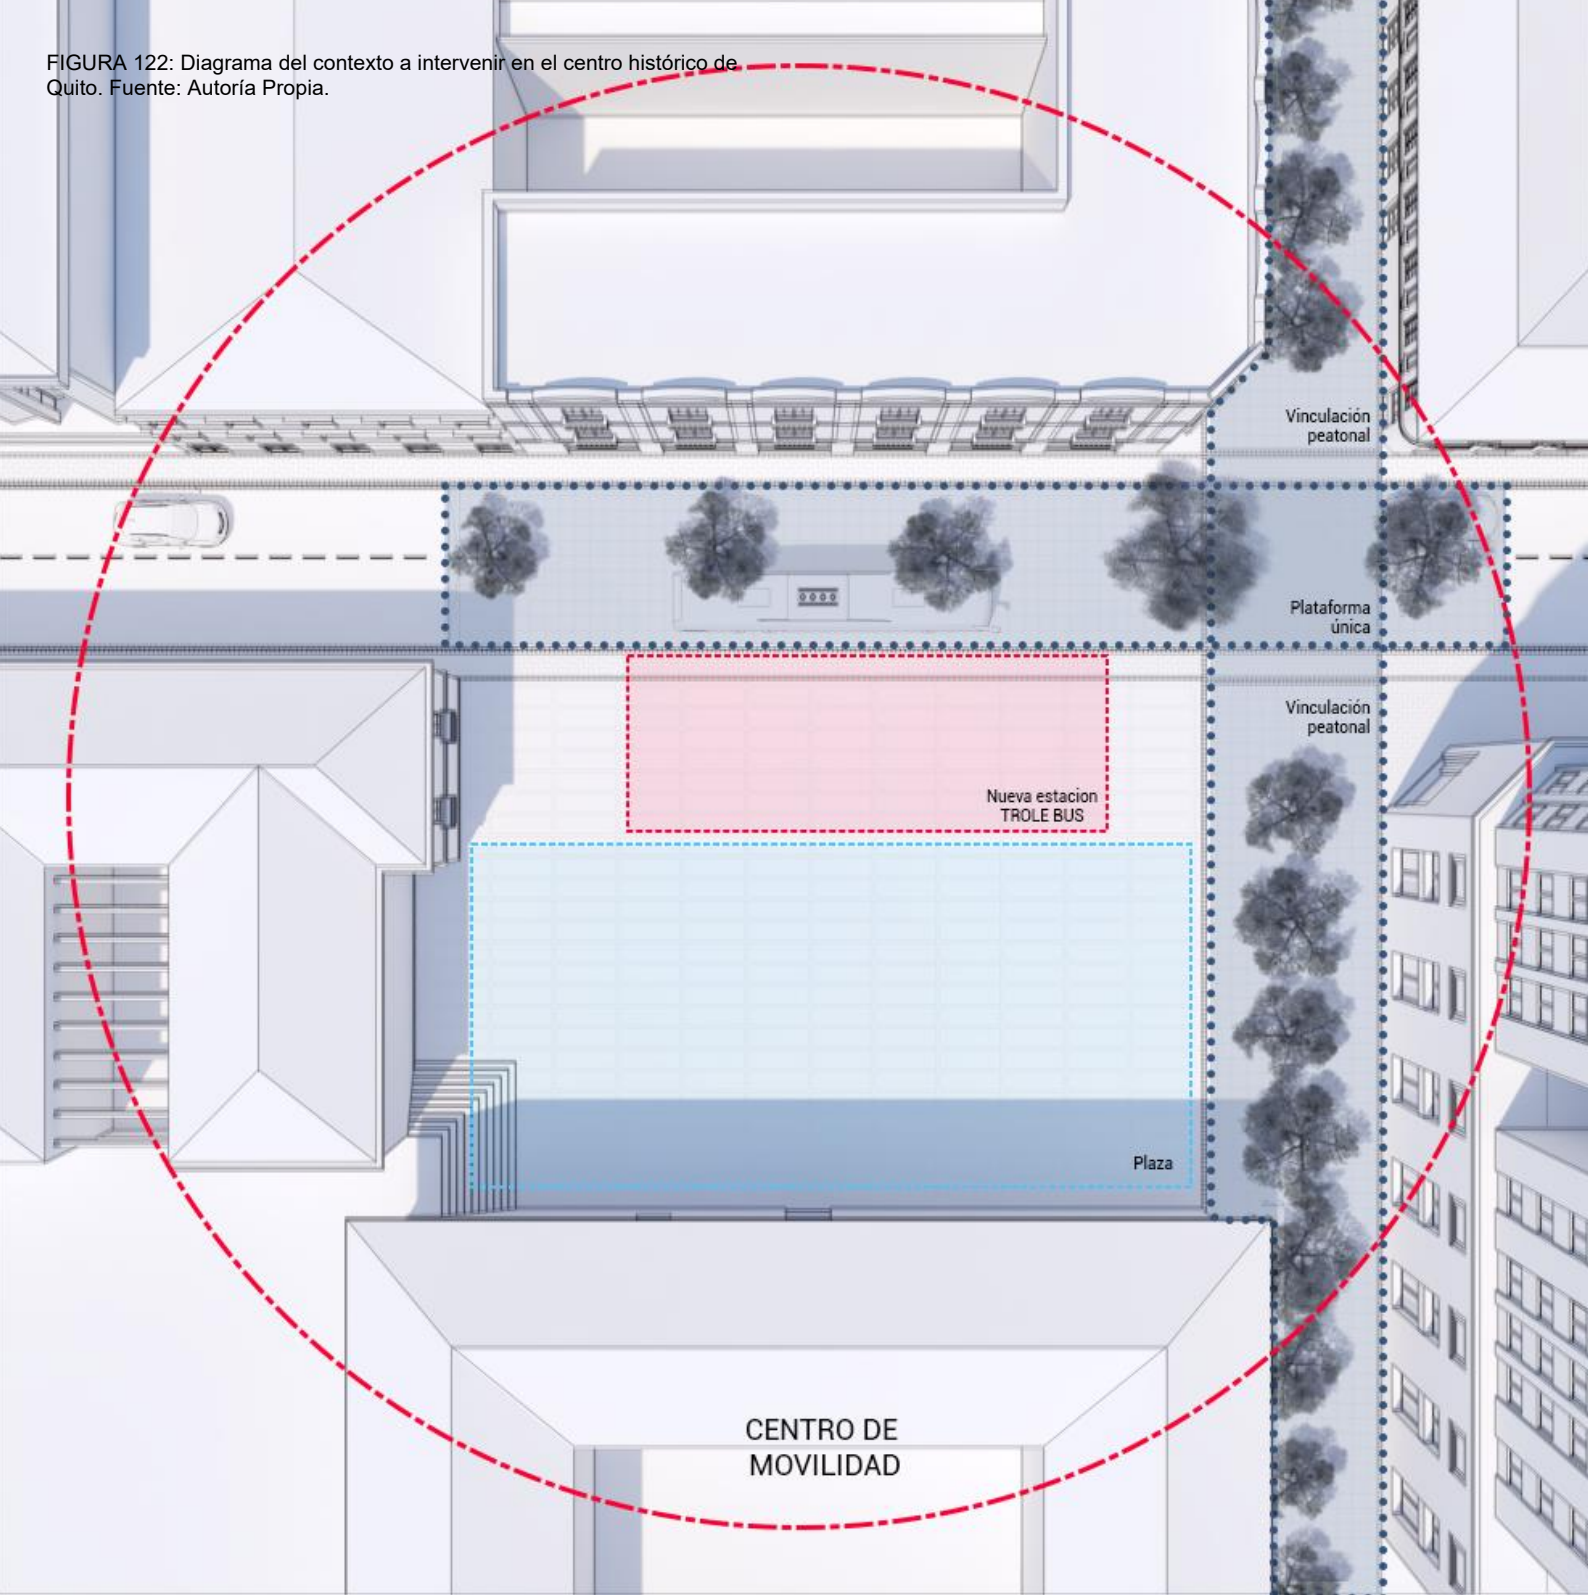 FIGURA 122: Diagrama del contexto a intervenir en el centro histórico de
Quito. Fuente: Autoría Propia.
Vinculación
peatonal
Plataforma
única
Vinculación
peatonal
Nueva estacion
TROLE BUS
Plaza
CENTRO DE
MOVILIDAD